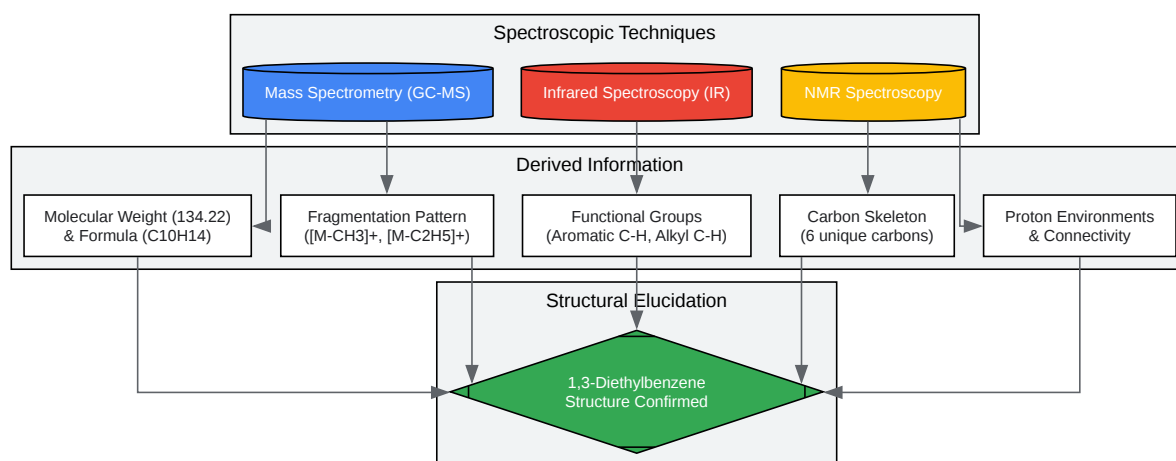 Spectroscopic Techniques
Mass Spectrometry (GC-MS)
Infrared Spectroscopy (IR)
NMR Spectroscopy
Derived Information
Molecular Weight (134.22)
& Formula (C10H14)
Fragmentation Pattern
([M-CH3]+, [M-C2H5]+)
Functional Groups
(Aromatic C-H, Alkyl C-H)
Carbon Skeleton
(6 unique carbons)
Proton Environments
& Connectivity
Structural Elucidation
1,3-Diethylbenzene
Structure Confirmed